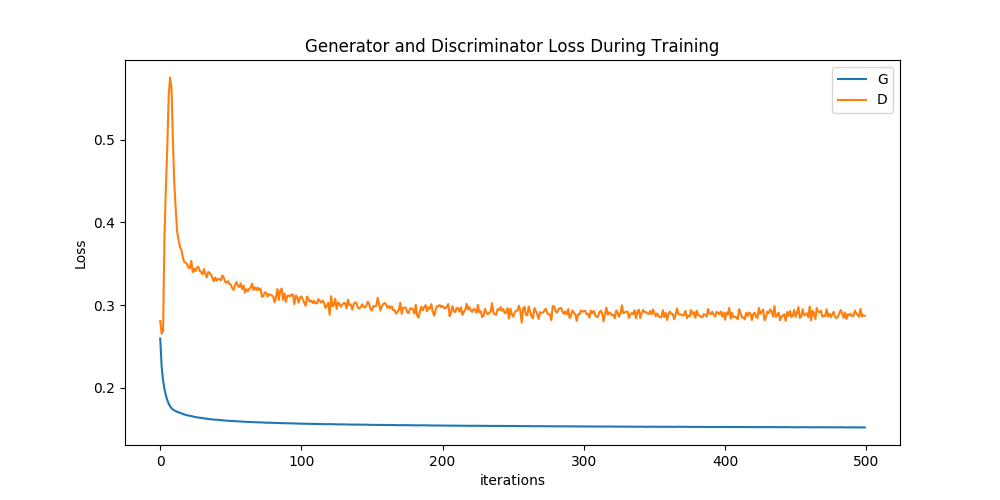 Generator and Discriminator Loss During Training
G
D
0.5
0.4
0.3
0.2
Loss
0
100
200
300
400
500
iterations